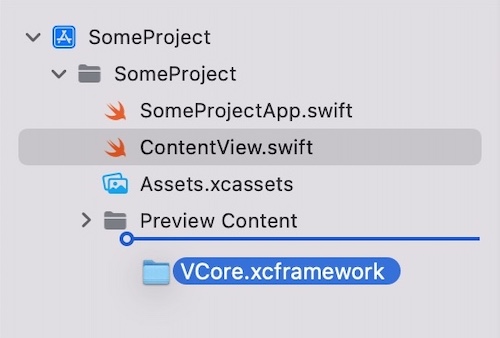 SomeProject
SomeProject
SomeProjectApp.swift
ContentView.swift
Assets.xcassets
Preview Content
VCore.xcframework